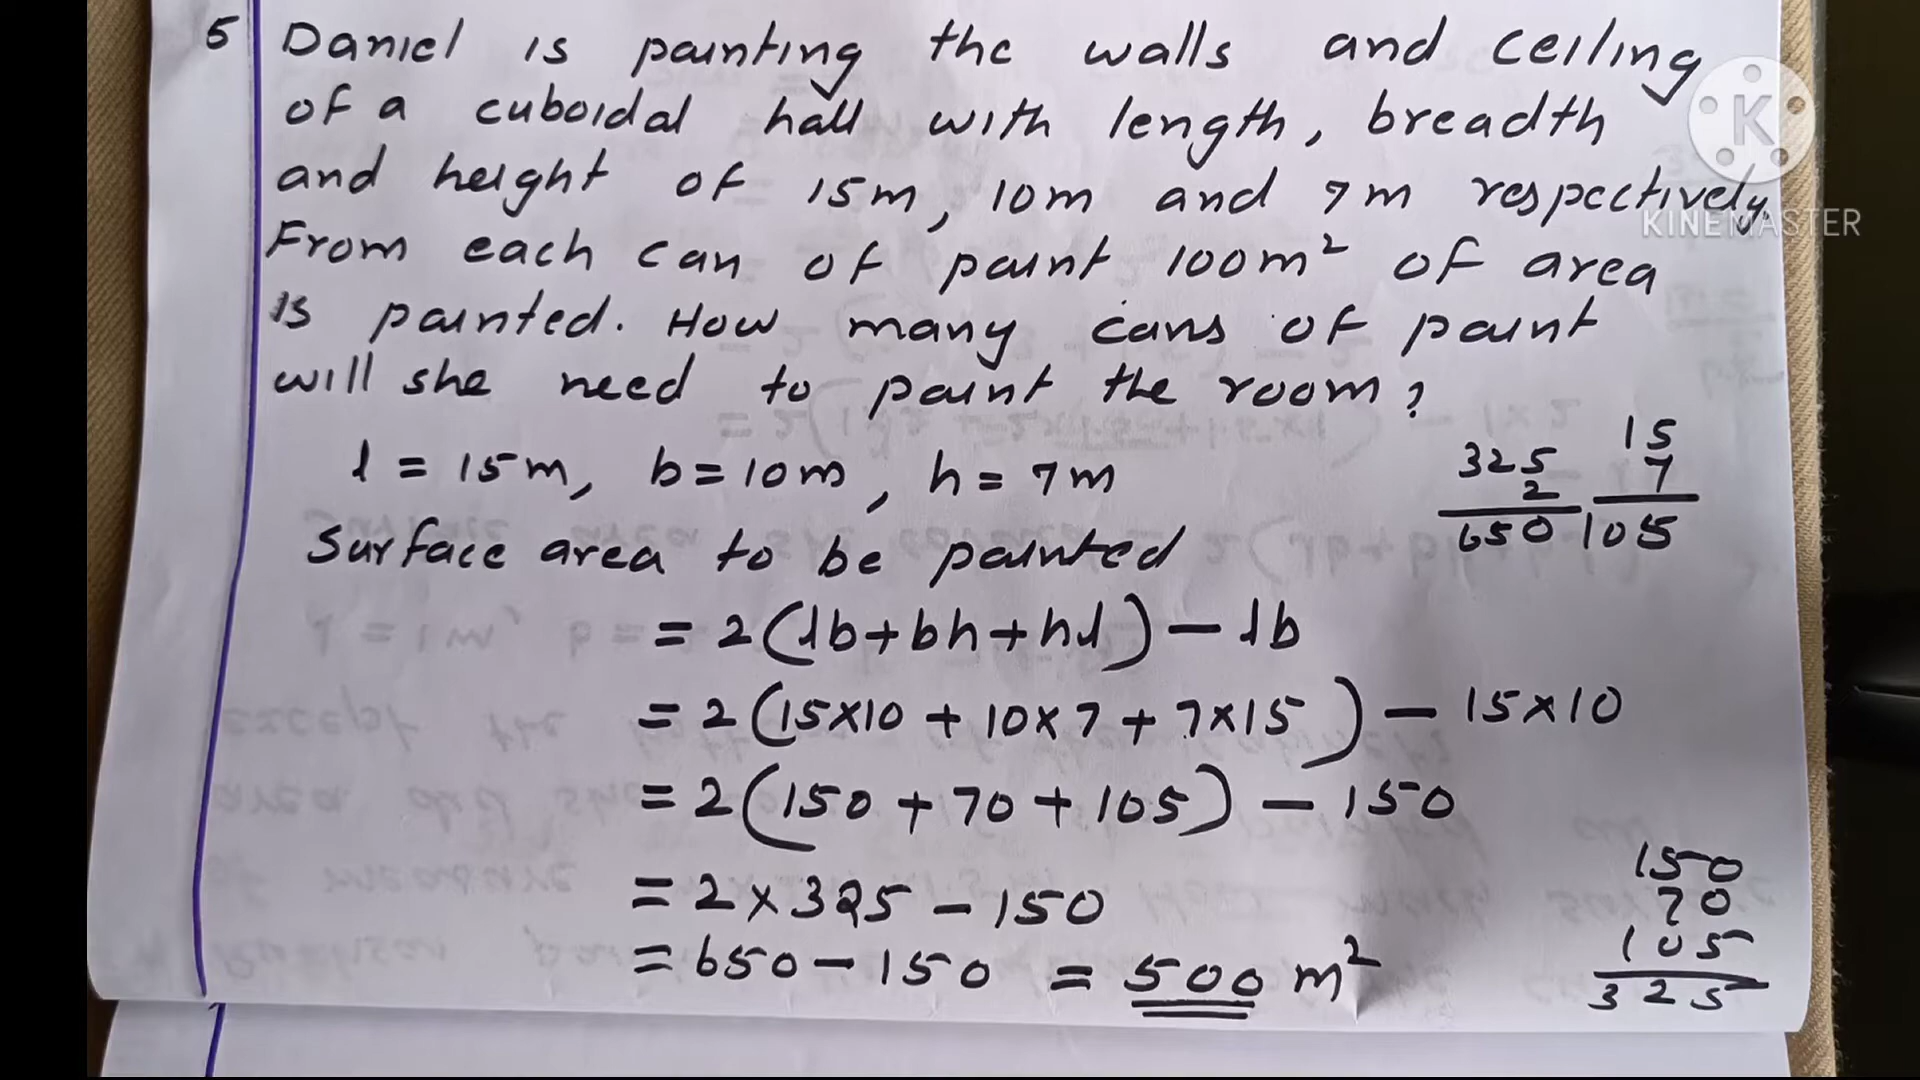 5 Daniel is painting the walls and ceiling
of a cuboidal hall with length, breadth
and height of 15m, 10m and 7m respectively.
From each can of paint 100m² of area
is painted. How many cans of paint
will she need to paint the room?
l = 15m, b = 10m, h = 7m
325
2
650
15
7
105
Surface area to be painted
= 2(lb+bh+hl) - lb
= 2(15×10 + 10×7 + 7×15) - 15×10
= 2(150 + 70 + 105) - 150
= 2×325 - 150
= 650 - 150 = 500 m²
150
70
105
325
K
KINEMASTER